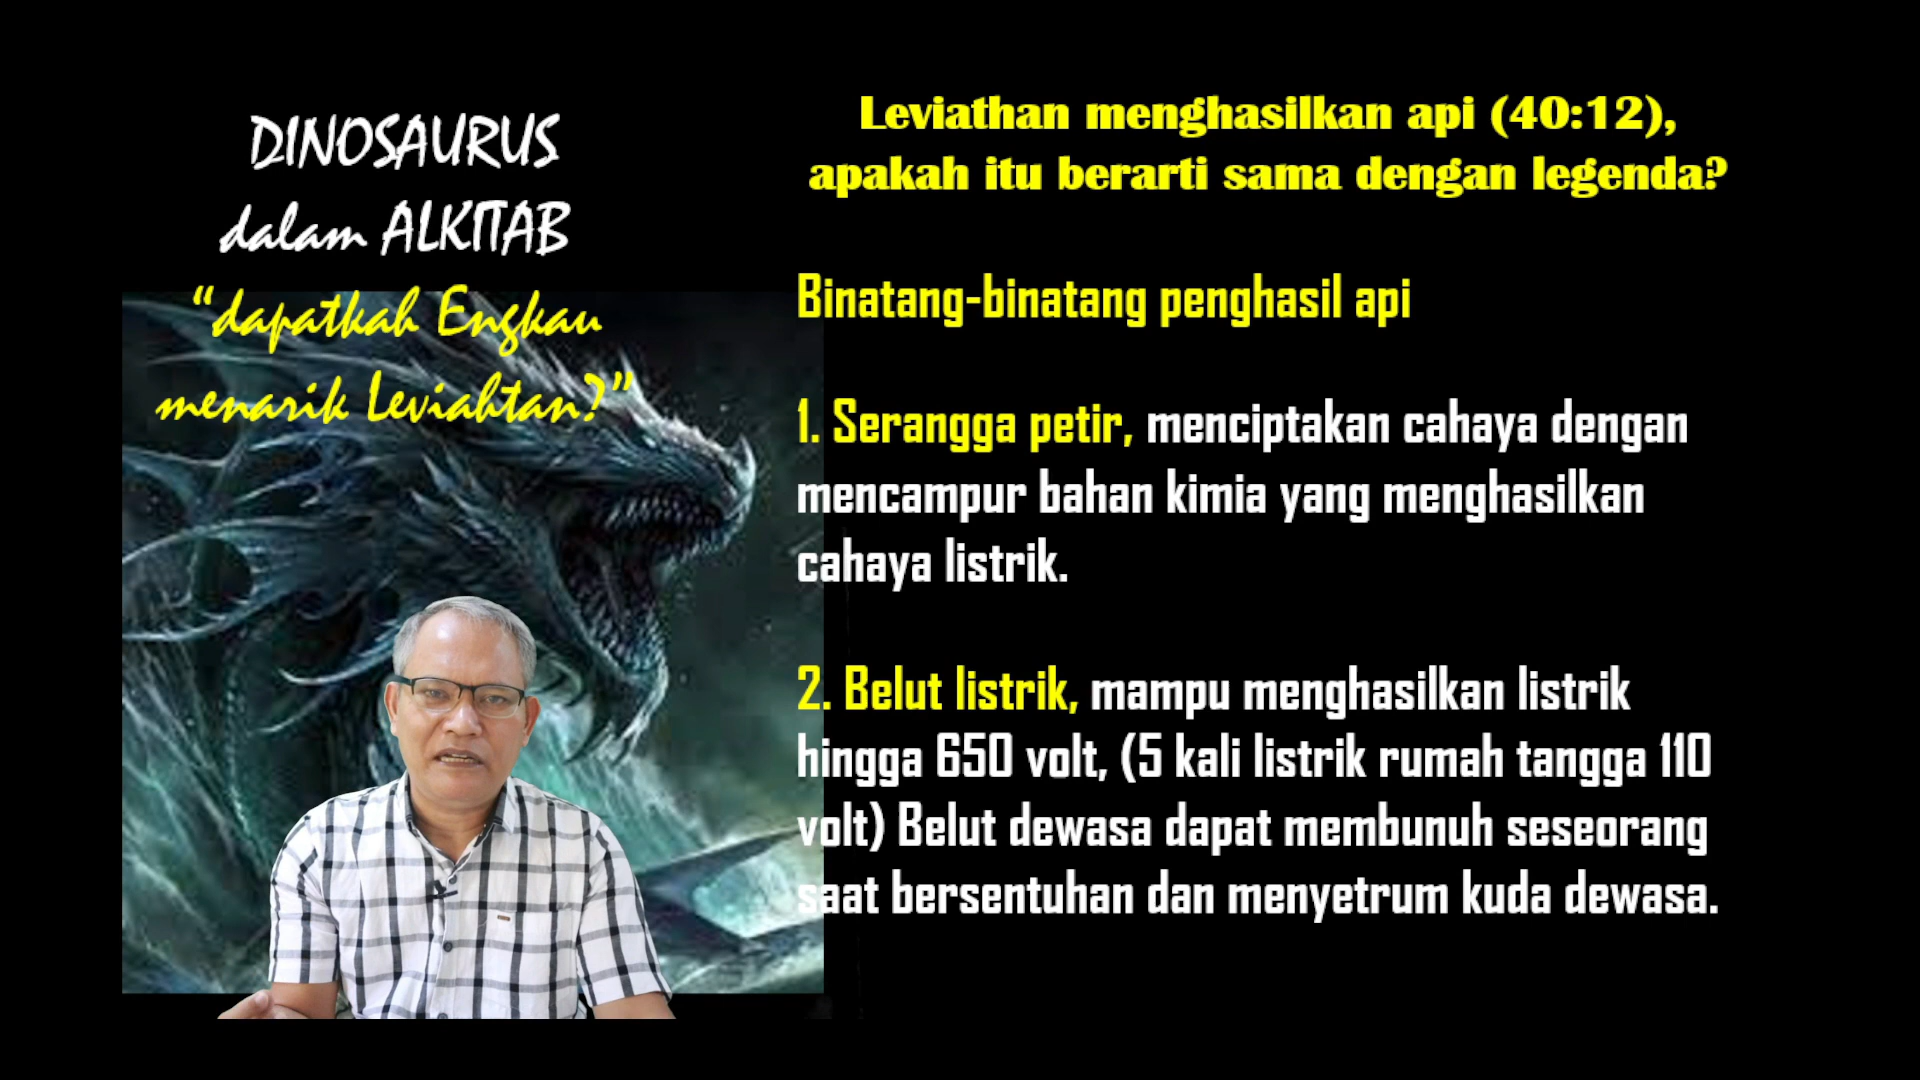 DINOSAURUS
dalam ALKITAB
“dapatkah Engkau
menarik Leviahtan?”
Leviathan menghasilkan api (40:12),
apakah itu berarti sama dengan legenda?
Binatang-binatang penghasil api
1. Serangga petir, menciptakan cahaya dengan
mencampur bahan kimia yang menghasilkan
cahaya listrik.
2. Belut listrik, mampu menghasilkan listrik
hingga 650 volt, (5 kali listrik rumah tangga 110
volt) Belut dewasa dapat membunuh seseorang
saat bersentuhan dan menyetrum kuda dewasa.